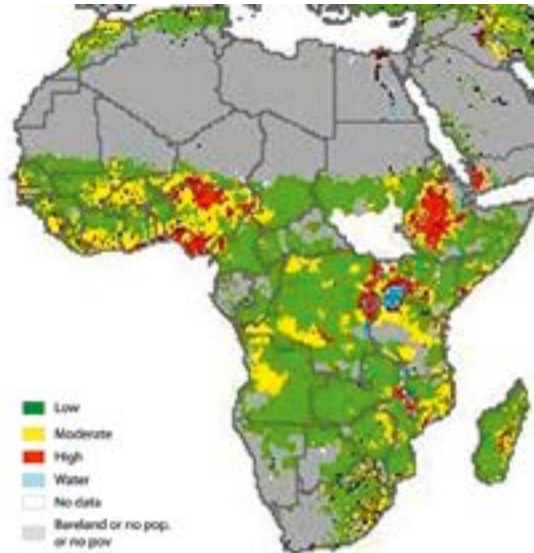 Low
Moderate
High
Water
No data
Bareland or no pop.
or no pov